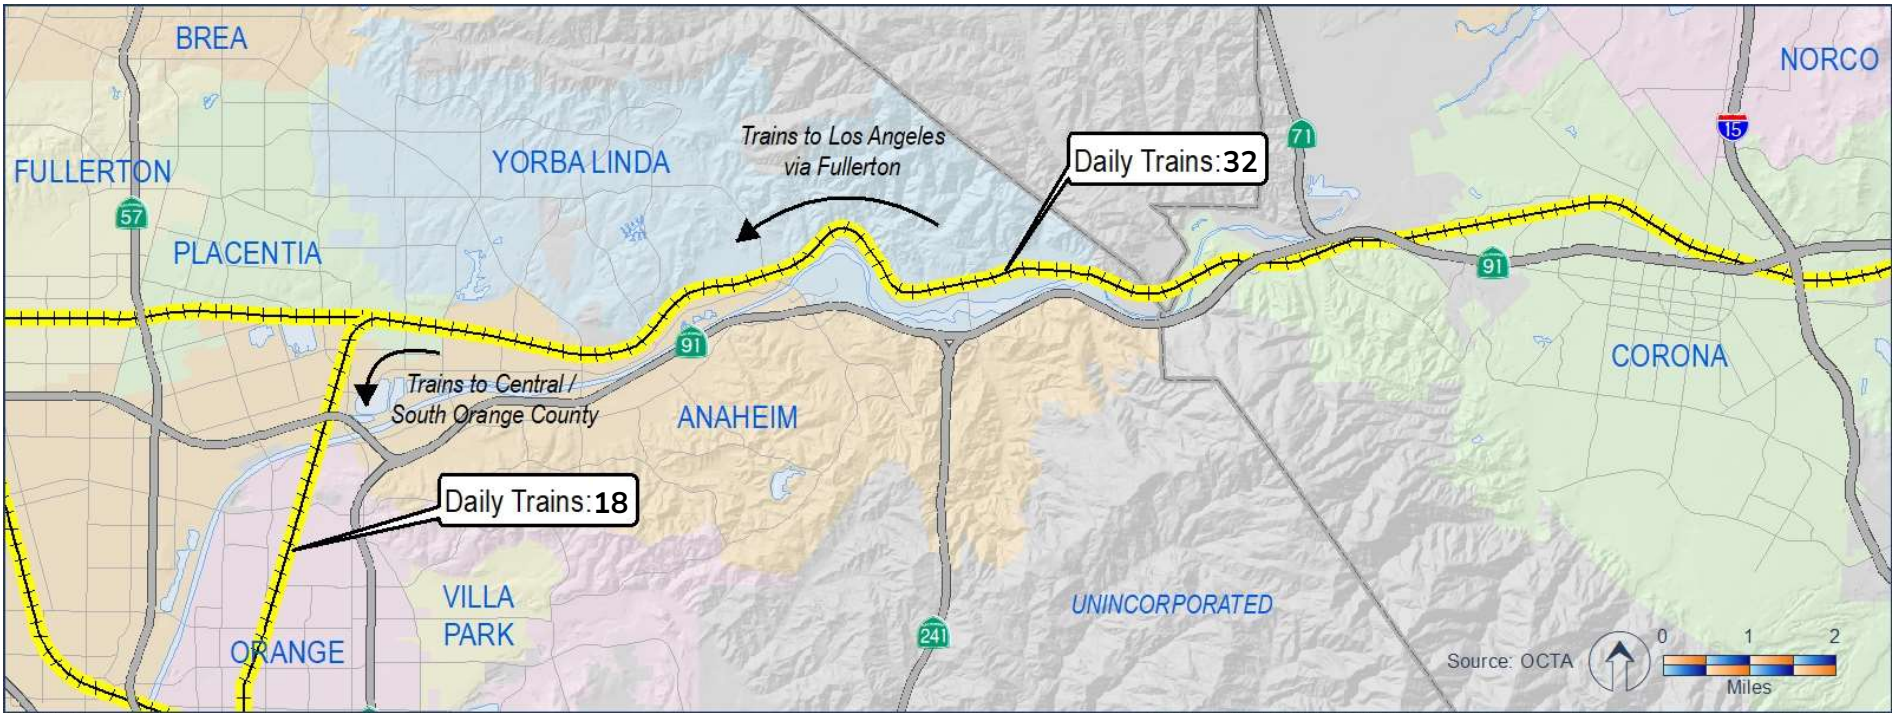 BREA
NORCO
71
15
Trains to Los Angeles
via Fullerton
Daily Trains: 32
YORBA LINDA
FULLERTON
57
PLACENTIA
91
91
CORONA
Trains to Central /
South Orange County
ANAHEIM
Daily Trains: 18
VILLA
PARK
UNINCORPORATED
241
ORANGE
Source: OCTA
0 1 2
Miles